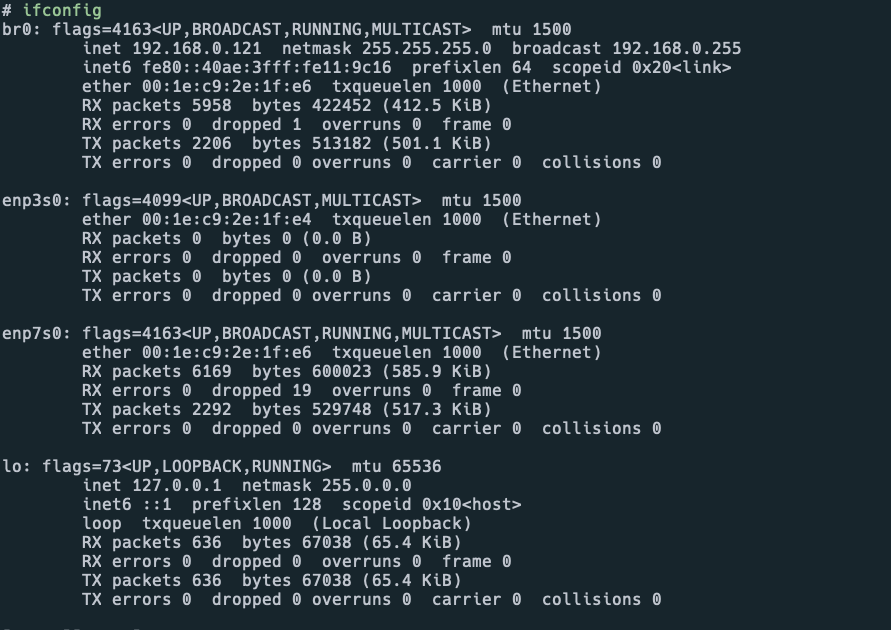 # ifconfig
br0: flags=4163<UP,BROADCAST,RUNNING,MULTICAST>  mtu 1500
        inet 192.168.0.121  netmask 255.255.255.0  broadcast 192.168.0.255
        inet6 fe80::40ae:3fff:fe11:9c16  prefixlen 64  scopeid 0x20<link>
        ether 00:1e:c9:2e:1f:e6  txqueuelen 1000  (Ethernet)
        RX packets 5958  bytes 422452 (412.5 KiB)
        RX errors 0  dropped 1  overruns 0  frame 0
        TX packets 2206  bytes 513182 (501.1 KiB)
        TX errors 0  dropped 0 overruns 0  carrier 0  collisions 0

enp3s0: flags=4099<UP,BROADCAST,MULTICAST>  mtu 1500
        ether 00:1e:c9:2e:1f:e4  txqueuelen 1000  (Ethernet)
        RX packets 0  bytes 0 (0.0 B)
        RX errors 0  dropped 0  overruns 0  frame 0
        TX packets 0  bytes 0 (0.0 B)
        TX errors 0  dropped 0 overruns 0  carrier 0  collisions 0

enp7s0: flags=4163<UP,BROADCAST,RUNNING,MULTICAST>  mtu 1500
        ether 00:1e:c9:2e:1f:e6  txqueuelen 1000  (Ethernet)
        RX packets 6169  bytes 600023 (585.9 KiB)
        RX errors 0  dropped 19  overruns 0  frame 0
        TX packets 2292  bytes 529748 (517.3 KiB)
        TX errors 0  dropped 0 overruns 0  carrier 0  collisions 0

lo: flags=73<UP,LOOPBACK,RUNNING>  mtu 65536
        inet 127.0.0.1  netmask 255.0.0.0
        inet6 ::1  prefixlen 128  scopeid 0x10<host>
        loop  txqueuelen 1000  (Local Loopback)
        RX packets 636  bytes 67038 (65.4 KiB)
        RX errors 0  dropped 0  overruns 0  frame 0
        TX packets 636  bytes 67038 (65.4 KiB)
        TX errors 0  dropped 0 overruns 0  carrier 0  collisions 0